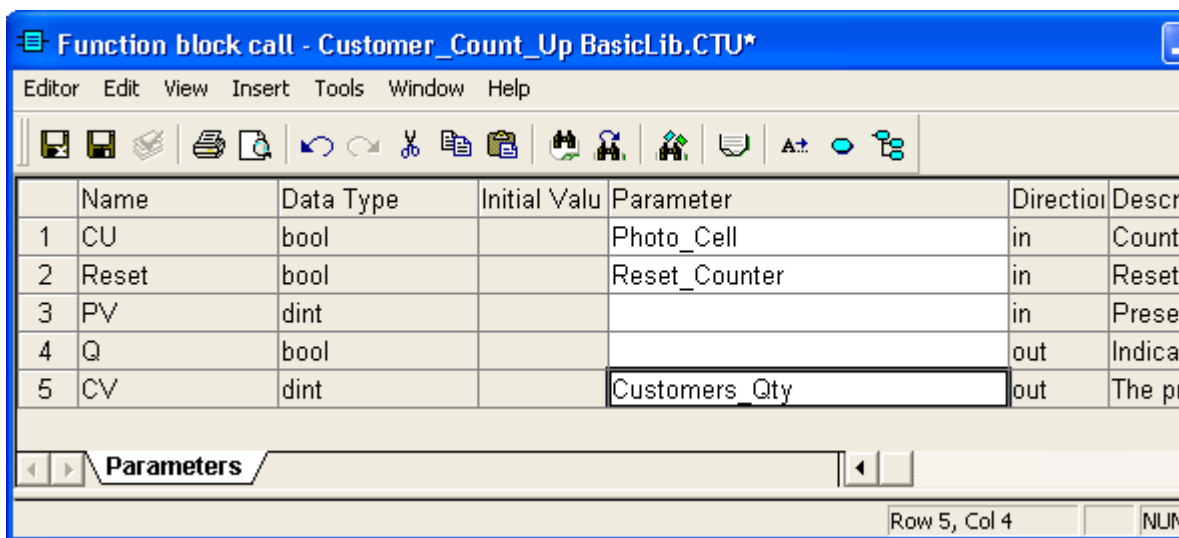 Function block call - Customer_Count_Up BasicLib.CTU*
Editor Edit View Insert Tools Window Help
Name Data Type Initial Valu Parameter Direction Descr
1 CU bool Photo_Cell in Count
2 Reset bool Reset_Counter in Reset
3 PV dint in Prese
4 Q bool out Indica
5 CV dint Customers_Qty out The pr
Parameters
Row 5, Col 4 NUM